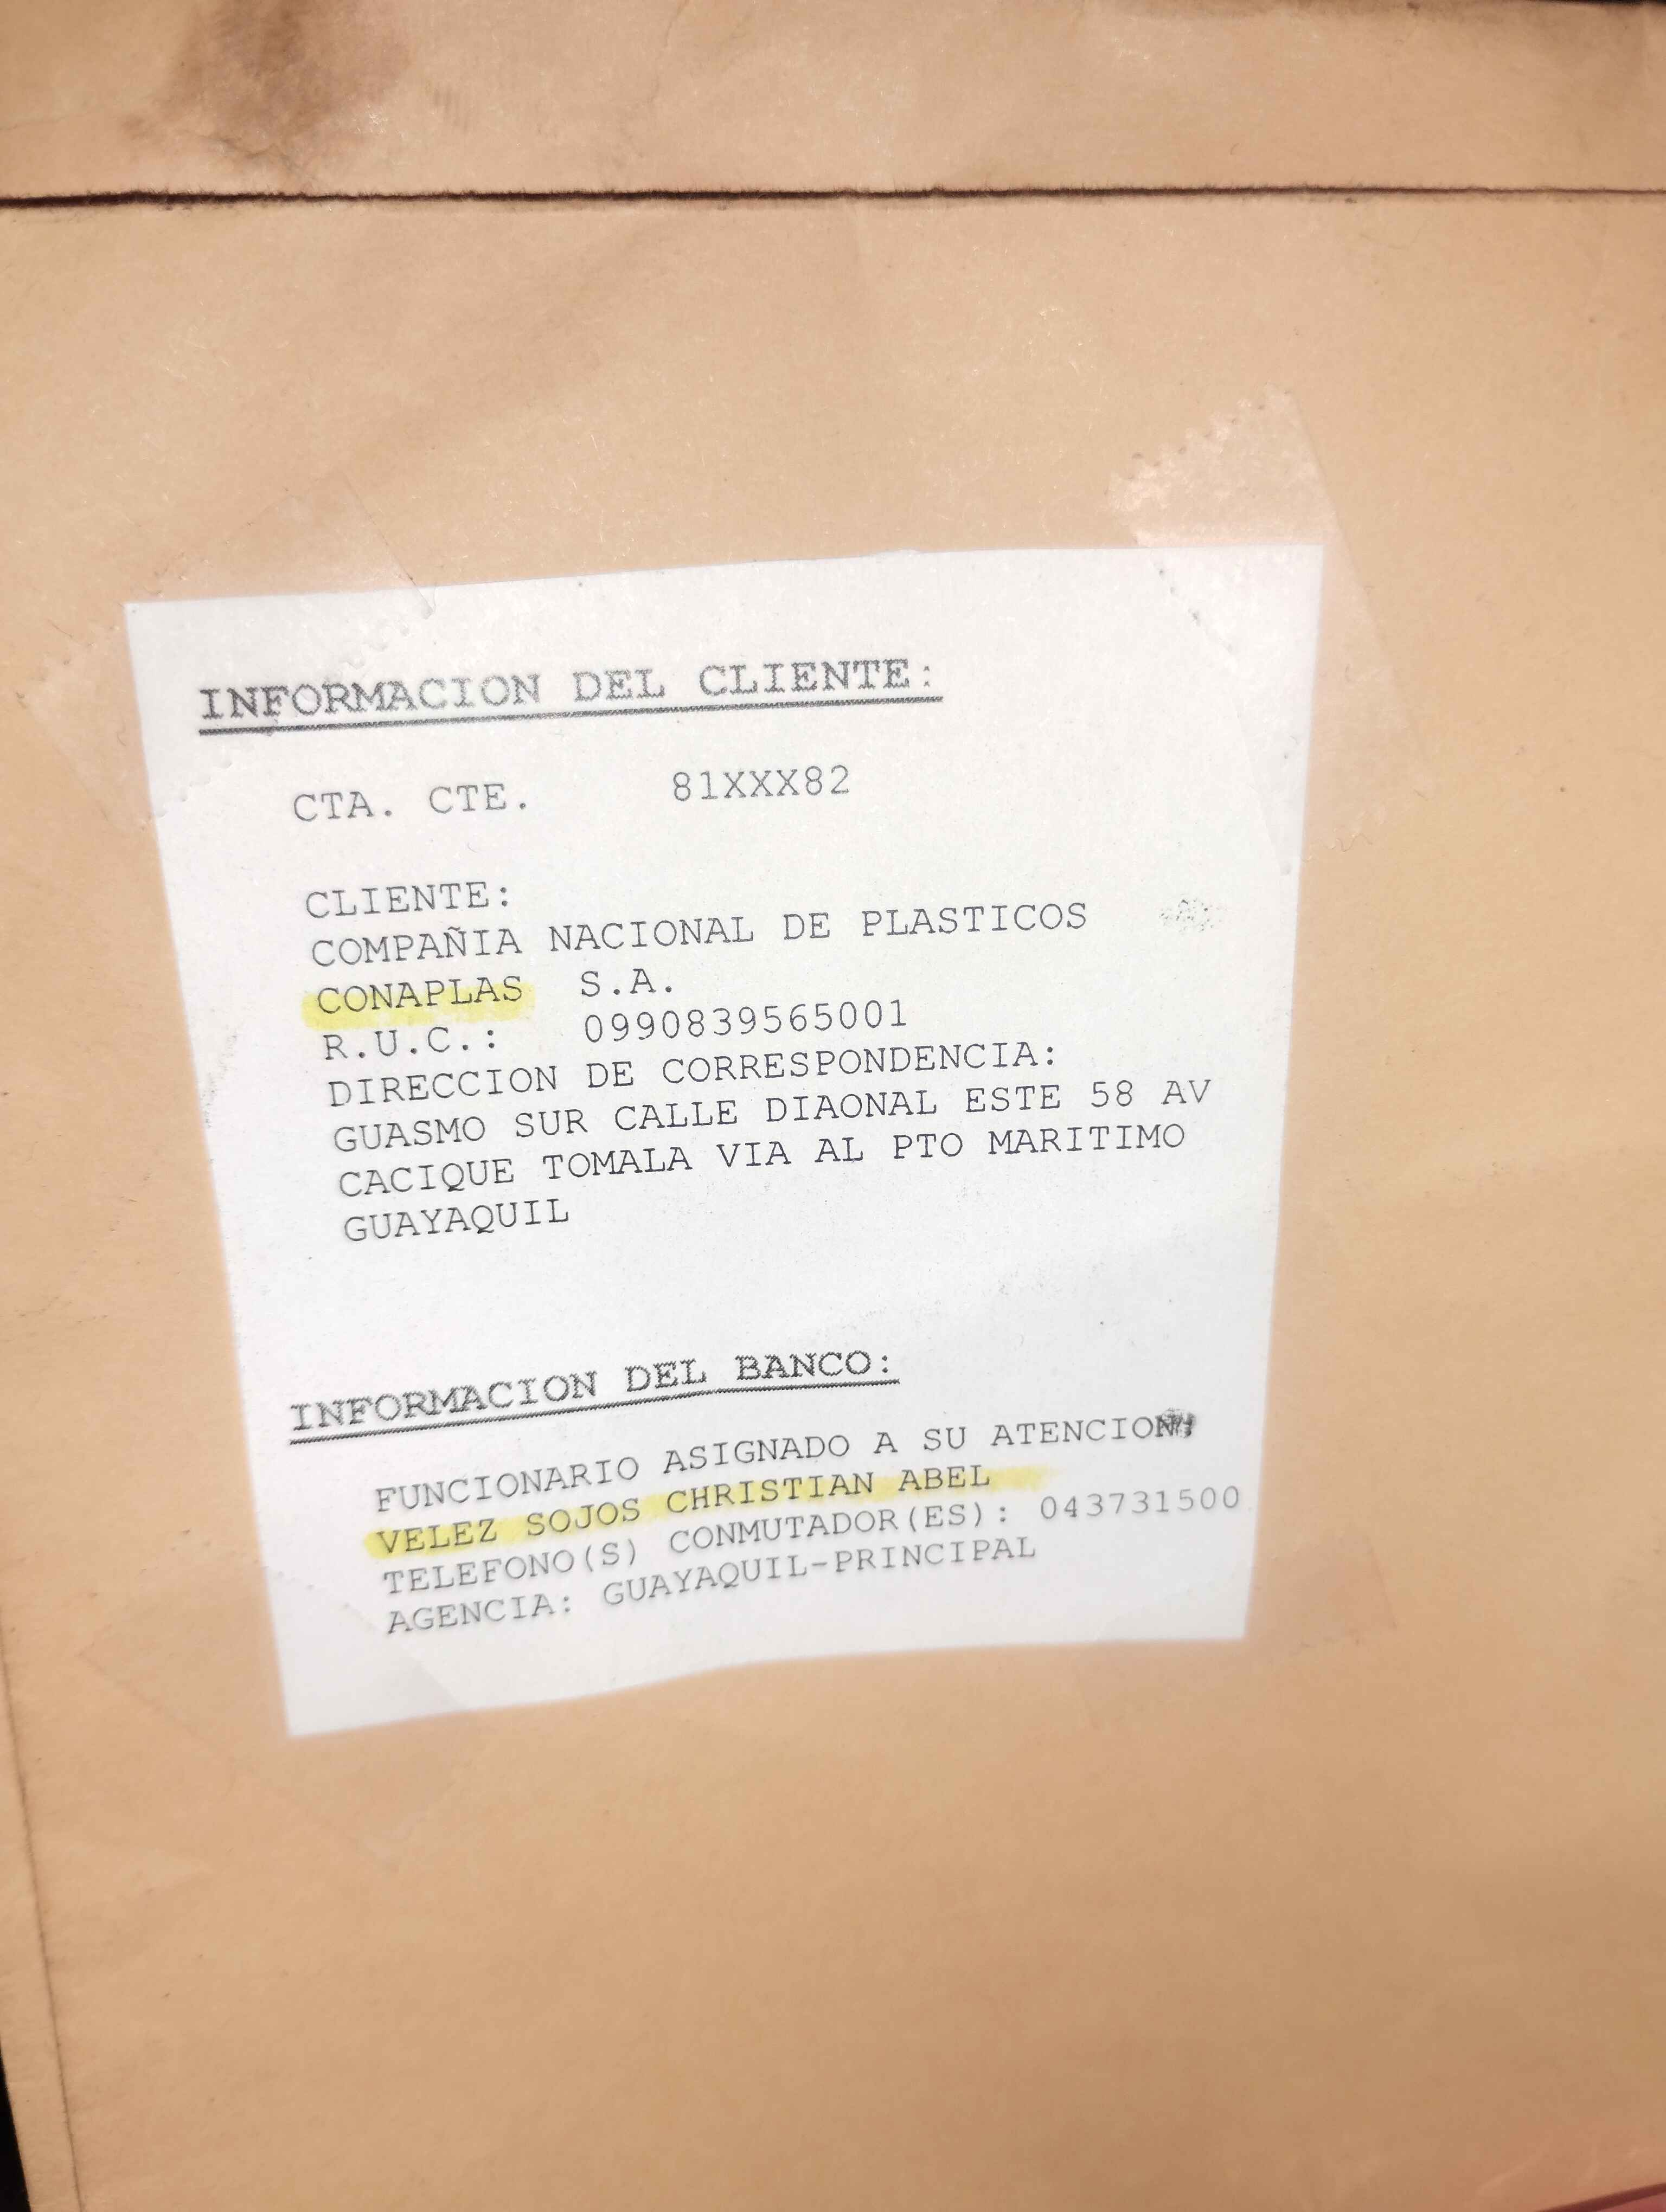 INFORMACION DEL CLIENTE:
CTA. CTE. 81XXX82
CLIENTE:
COMPAÑIA NACIONAL DE PLASTICOS
CONAPLAS S.A.
R.U.C.: 0990839565001
DIRECCION DE CORRESPONDENCIA:
GUASMO SUR CALLE DIAONAL ESTE 58 AV
CACIQUE TOMALA VIA AL PTO MARITIMO
GUAYAQUIL
INFORMACION DEL BANCO:
FUNCIONARIO ASIGNADO A SU ATENCION
VELEZ SOJOS CHRISTIAN ABEL
TELEFONO(S) CONMUTADOR(ES): 043731500
AGENCIA: GUAYAQUIL-PRINCIPAL